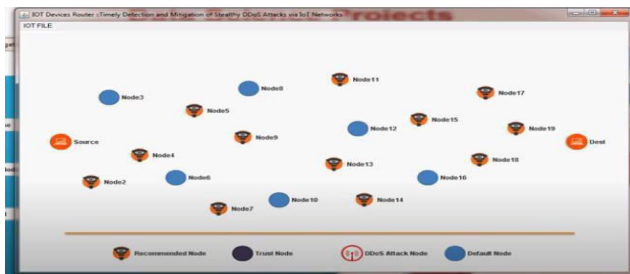 Projects
IOT Devices Router ::Timely Detection and Mitigation of Stealthy DDoS Attacks via IoT Networks
IOT FILE
Node11
Node8
Node17
Node3
Node5
Node15
Node12
Node19
Node9
Source
Dest
Node4
Node18
Node13
Node2
Node6
Node16
Node10
Node14
Node7
Recommended Node
Trust Node
DDoS Attack Node
Default Node